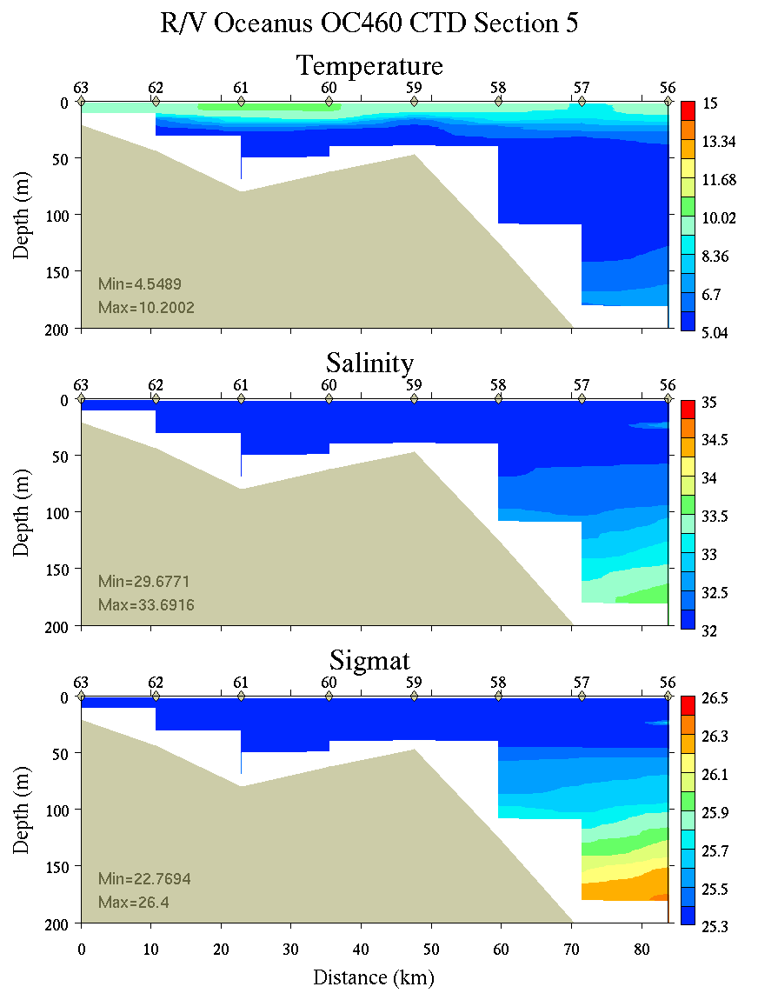 R/V Oceanus OC460 CTD Section 5
Temperature
63 62 61 60 59 58 57 56
0
50
100
150
200
Depth (m)
Min=4.5489
Max=10.2002
15
13.34
11.68
10.02
8.36
6.7
5.04
Salinity
63 62 61 60 59 58 57 56
0
50
100
150
200
Depth (m)
Min=29.6771
Max=33.6916
35
34.5
34
33.5
33
32.5
32
Sigmat
63 62 61 60 59 58 57 56
0
50
100
150
200
Depth (m)
Min=22.7694
Max=26.4
26.5
26.3
26.1
25.9
25.7
25.5
25.3
0 10 20 30 40 50 60 70 80
Distance (km)